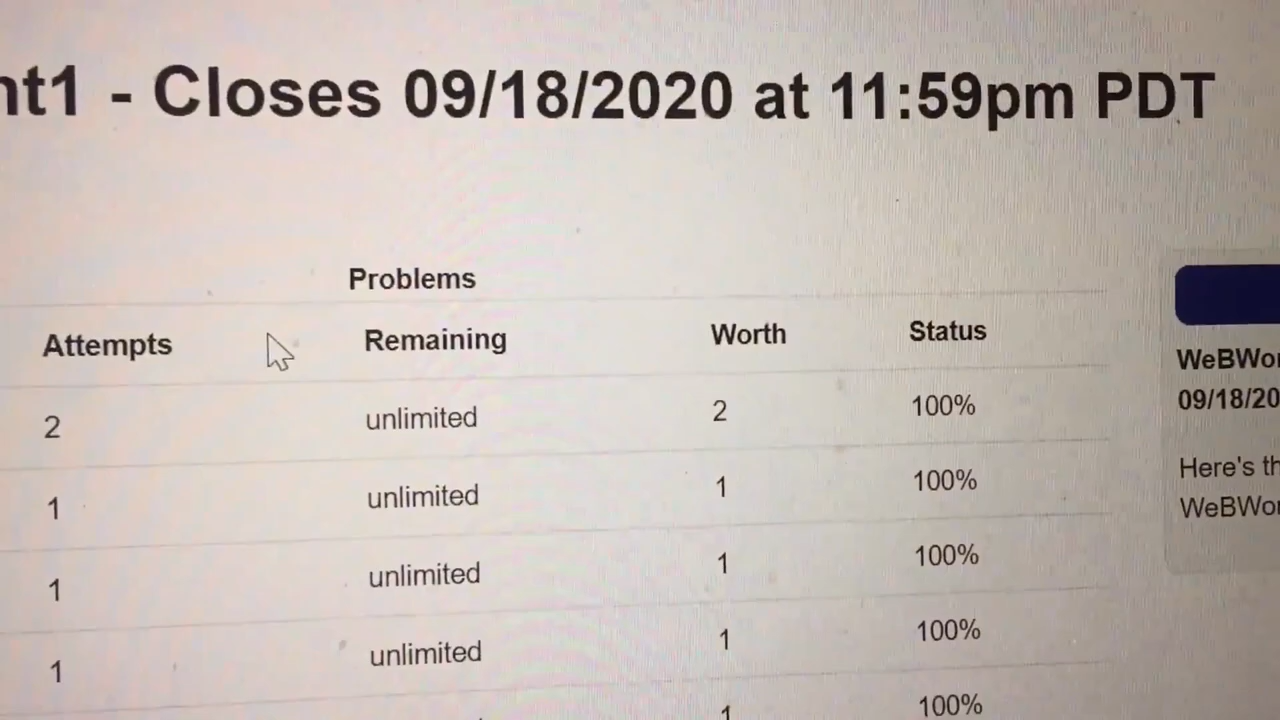 nt1 - Closes 09/18/2020 at 11:59pm PDT
Problems
Attempts Remaining Worth Status
2 unlimited 2 100%
1 unlimited 1 100%
1 unlimited 1 100%
1 unlimited 1 100%
1 100%
WeBWor
09/18/20
Here's th
WeBWor